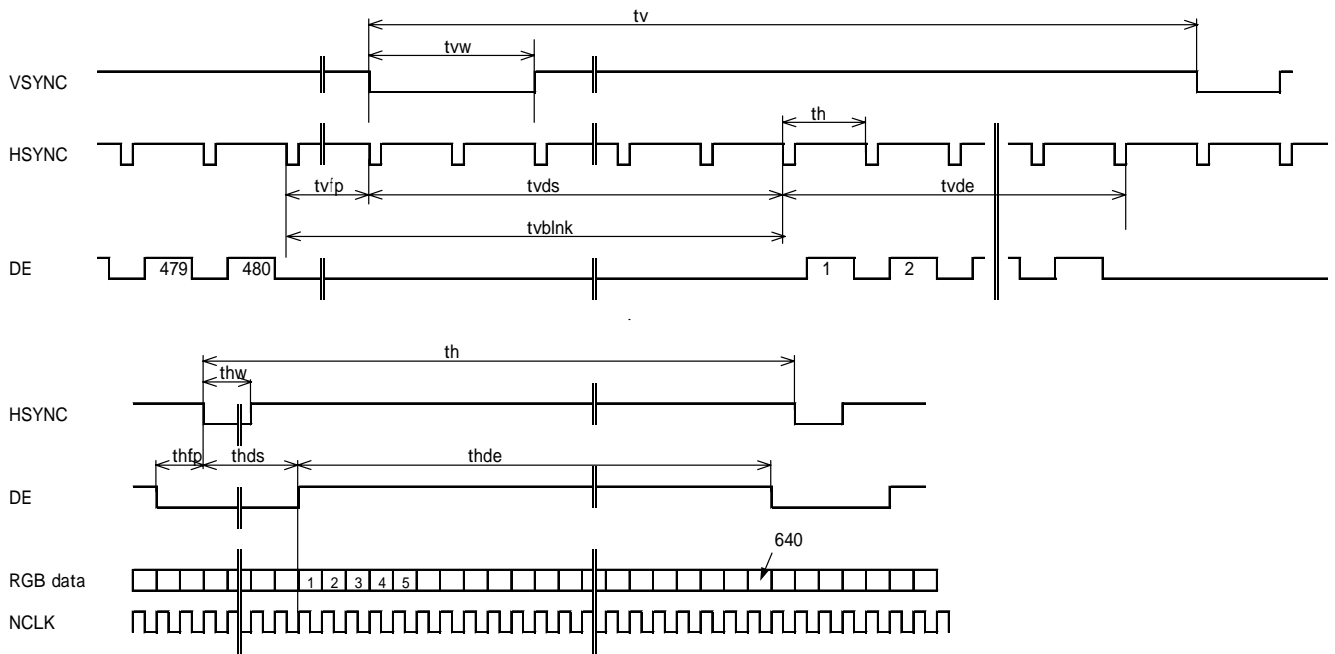 tv
tvw
VSYNC
th
HSYNC
tvfp tvds tvde
tvblnk
DE 479 480 1 2
th
thw
HSYNC
thfp thds thde
DE
640
RGB data 1 2 3 4 5
NCLK